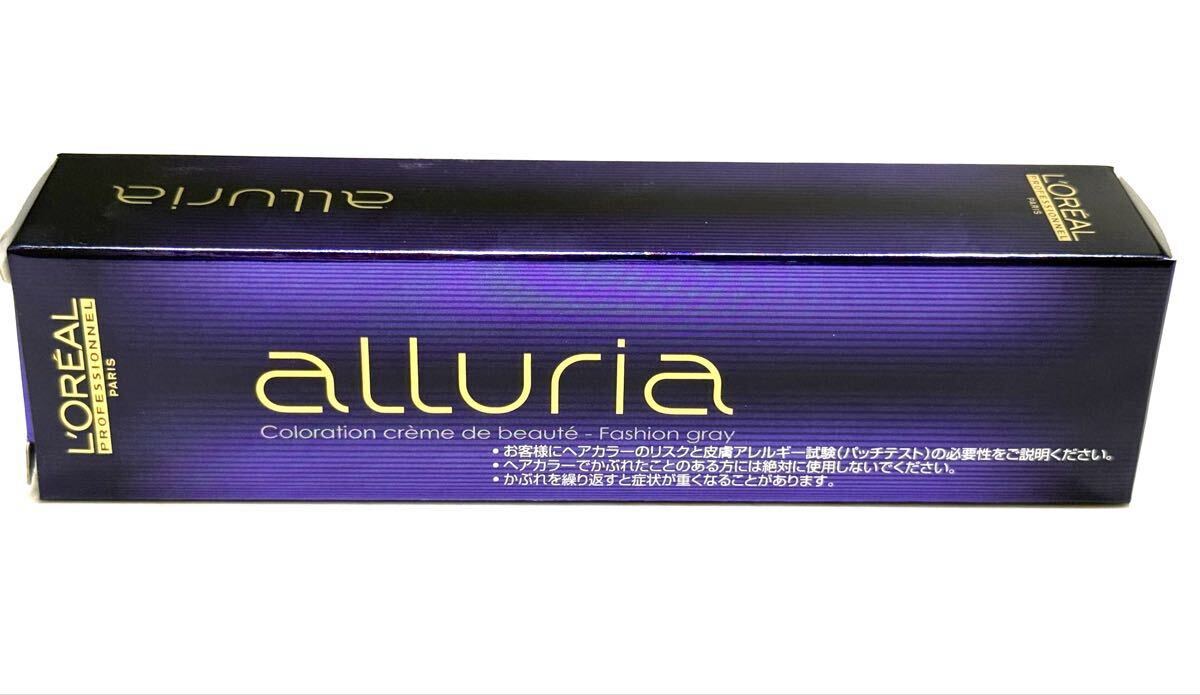 alluria
L'ORÉAL
PROFESSIONNEL
PARIS
L'ORÉAL
PROFESSIONNEL
PARIS
alluria
Coloration crème de beauté - Fashion gray
• お客様にヘアカラーのリスクと皮膚アレルギー試験(パッチテスト)の必要性をご説明ください。
• ヘアカラーでかぶれたことのある方には絶対に使用しないでください。
• かぶれを繰り返すと症状が重くなることがあります。